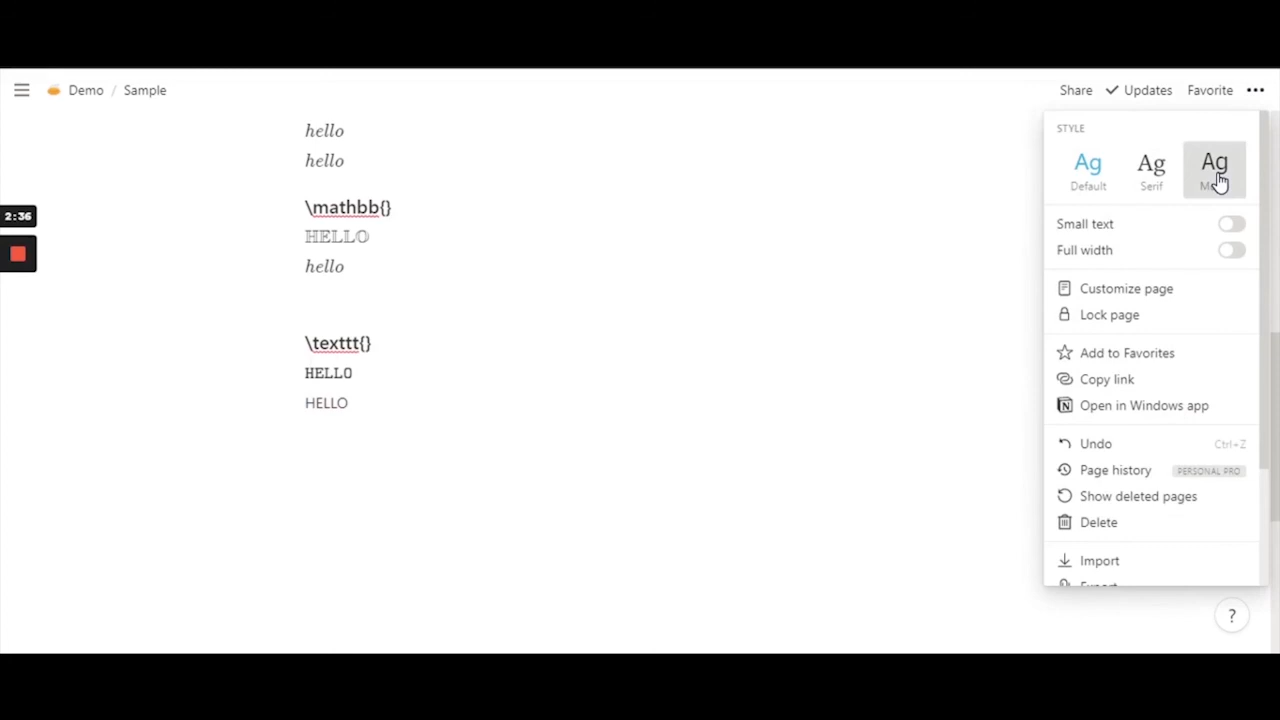 Demo / Sample
Share Updates Favorite •••
hello
hello
\mathbb{}
ℍ𝔼𝕃𝕃𝕆
hello
\texttt{}
HELLO
HELLO
2:36
STYLE
Ag Ag Ag
Default Serif
Small text
Full width
Customize page
Lock page
Add to Favorites
Copy link
Open in Windows app
Undo Ctrl+Z
Page history PERSONAL PRO
Show deleted pages
Delete
Import
?